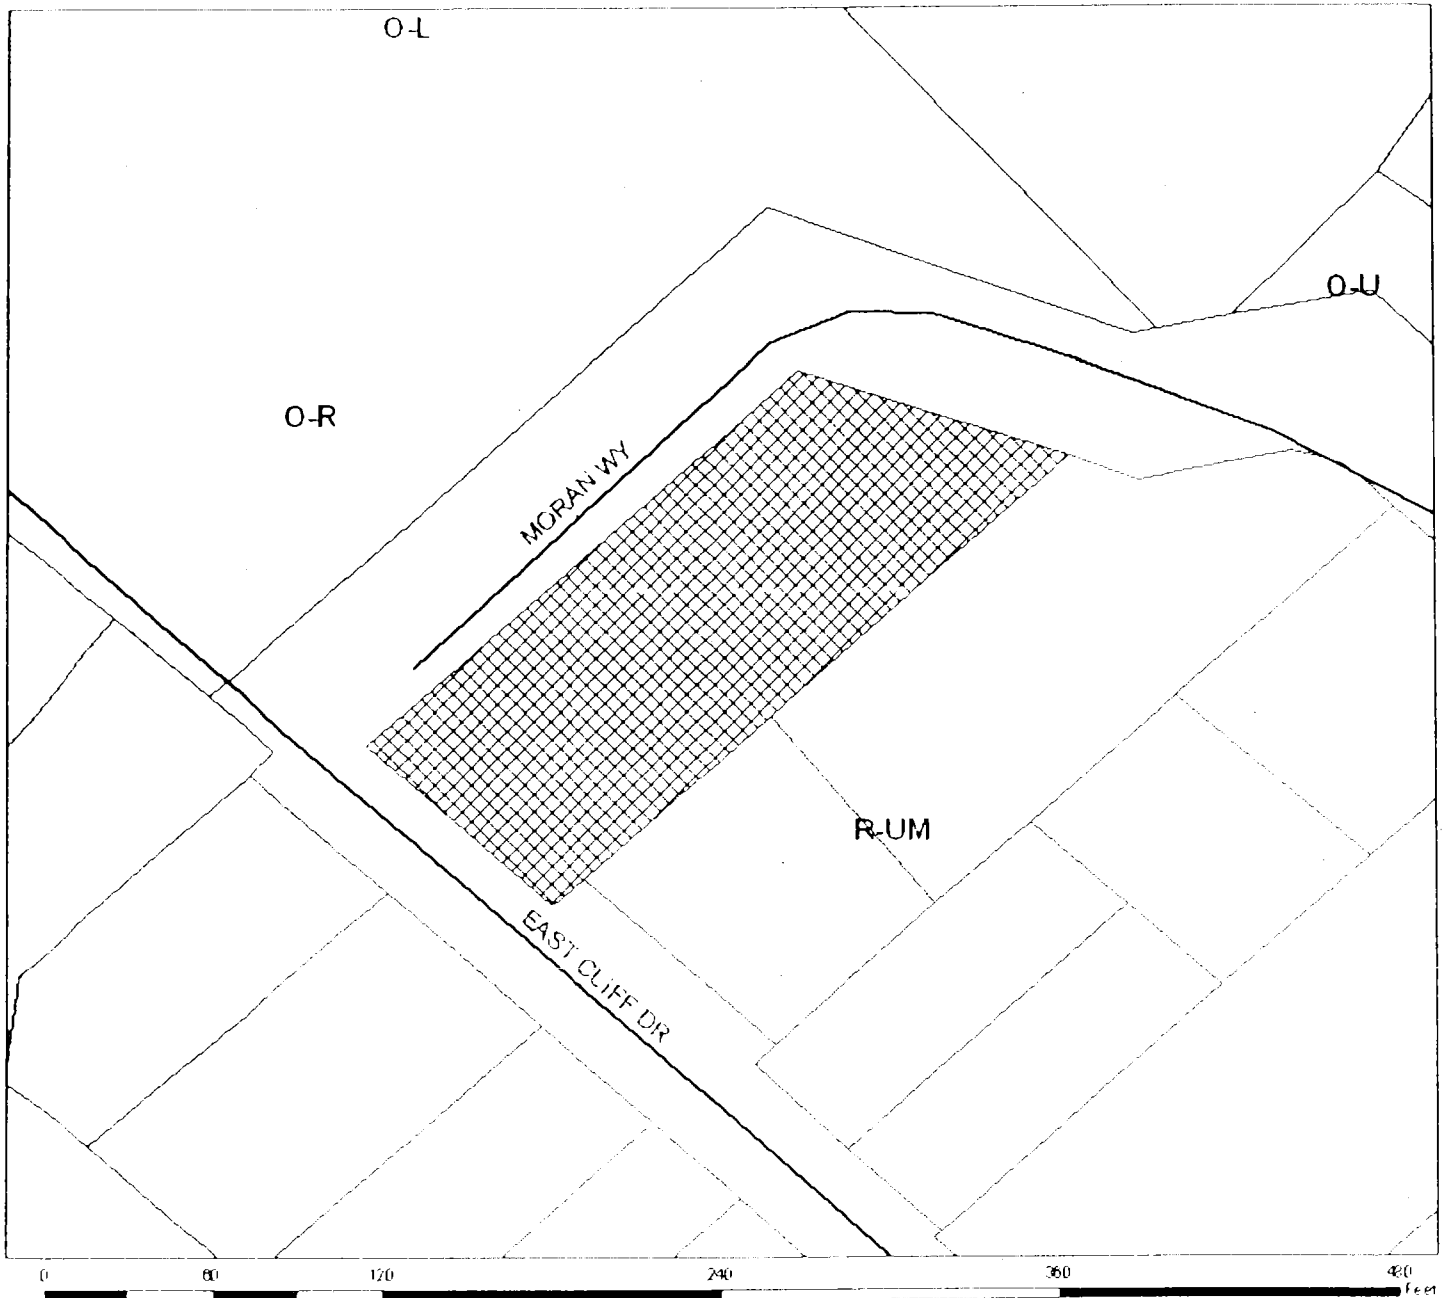 O-L
O-U
O-R
MORAN WY
R-UM
EAST CLIFF DR
0 60 120 240 360 480
Feet